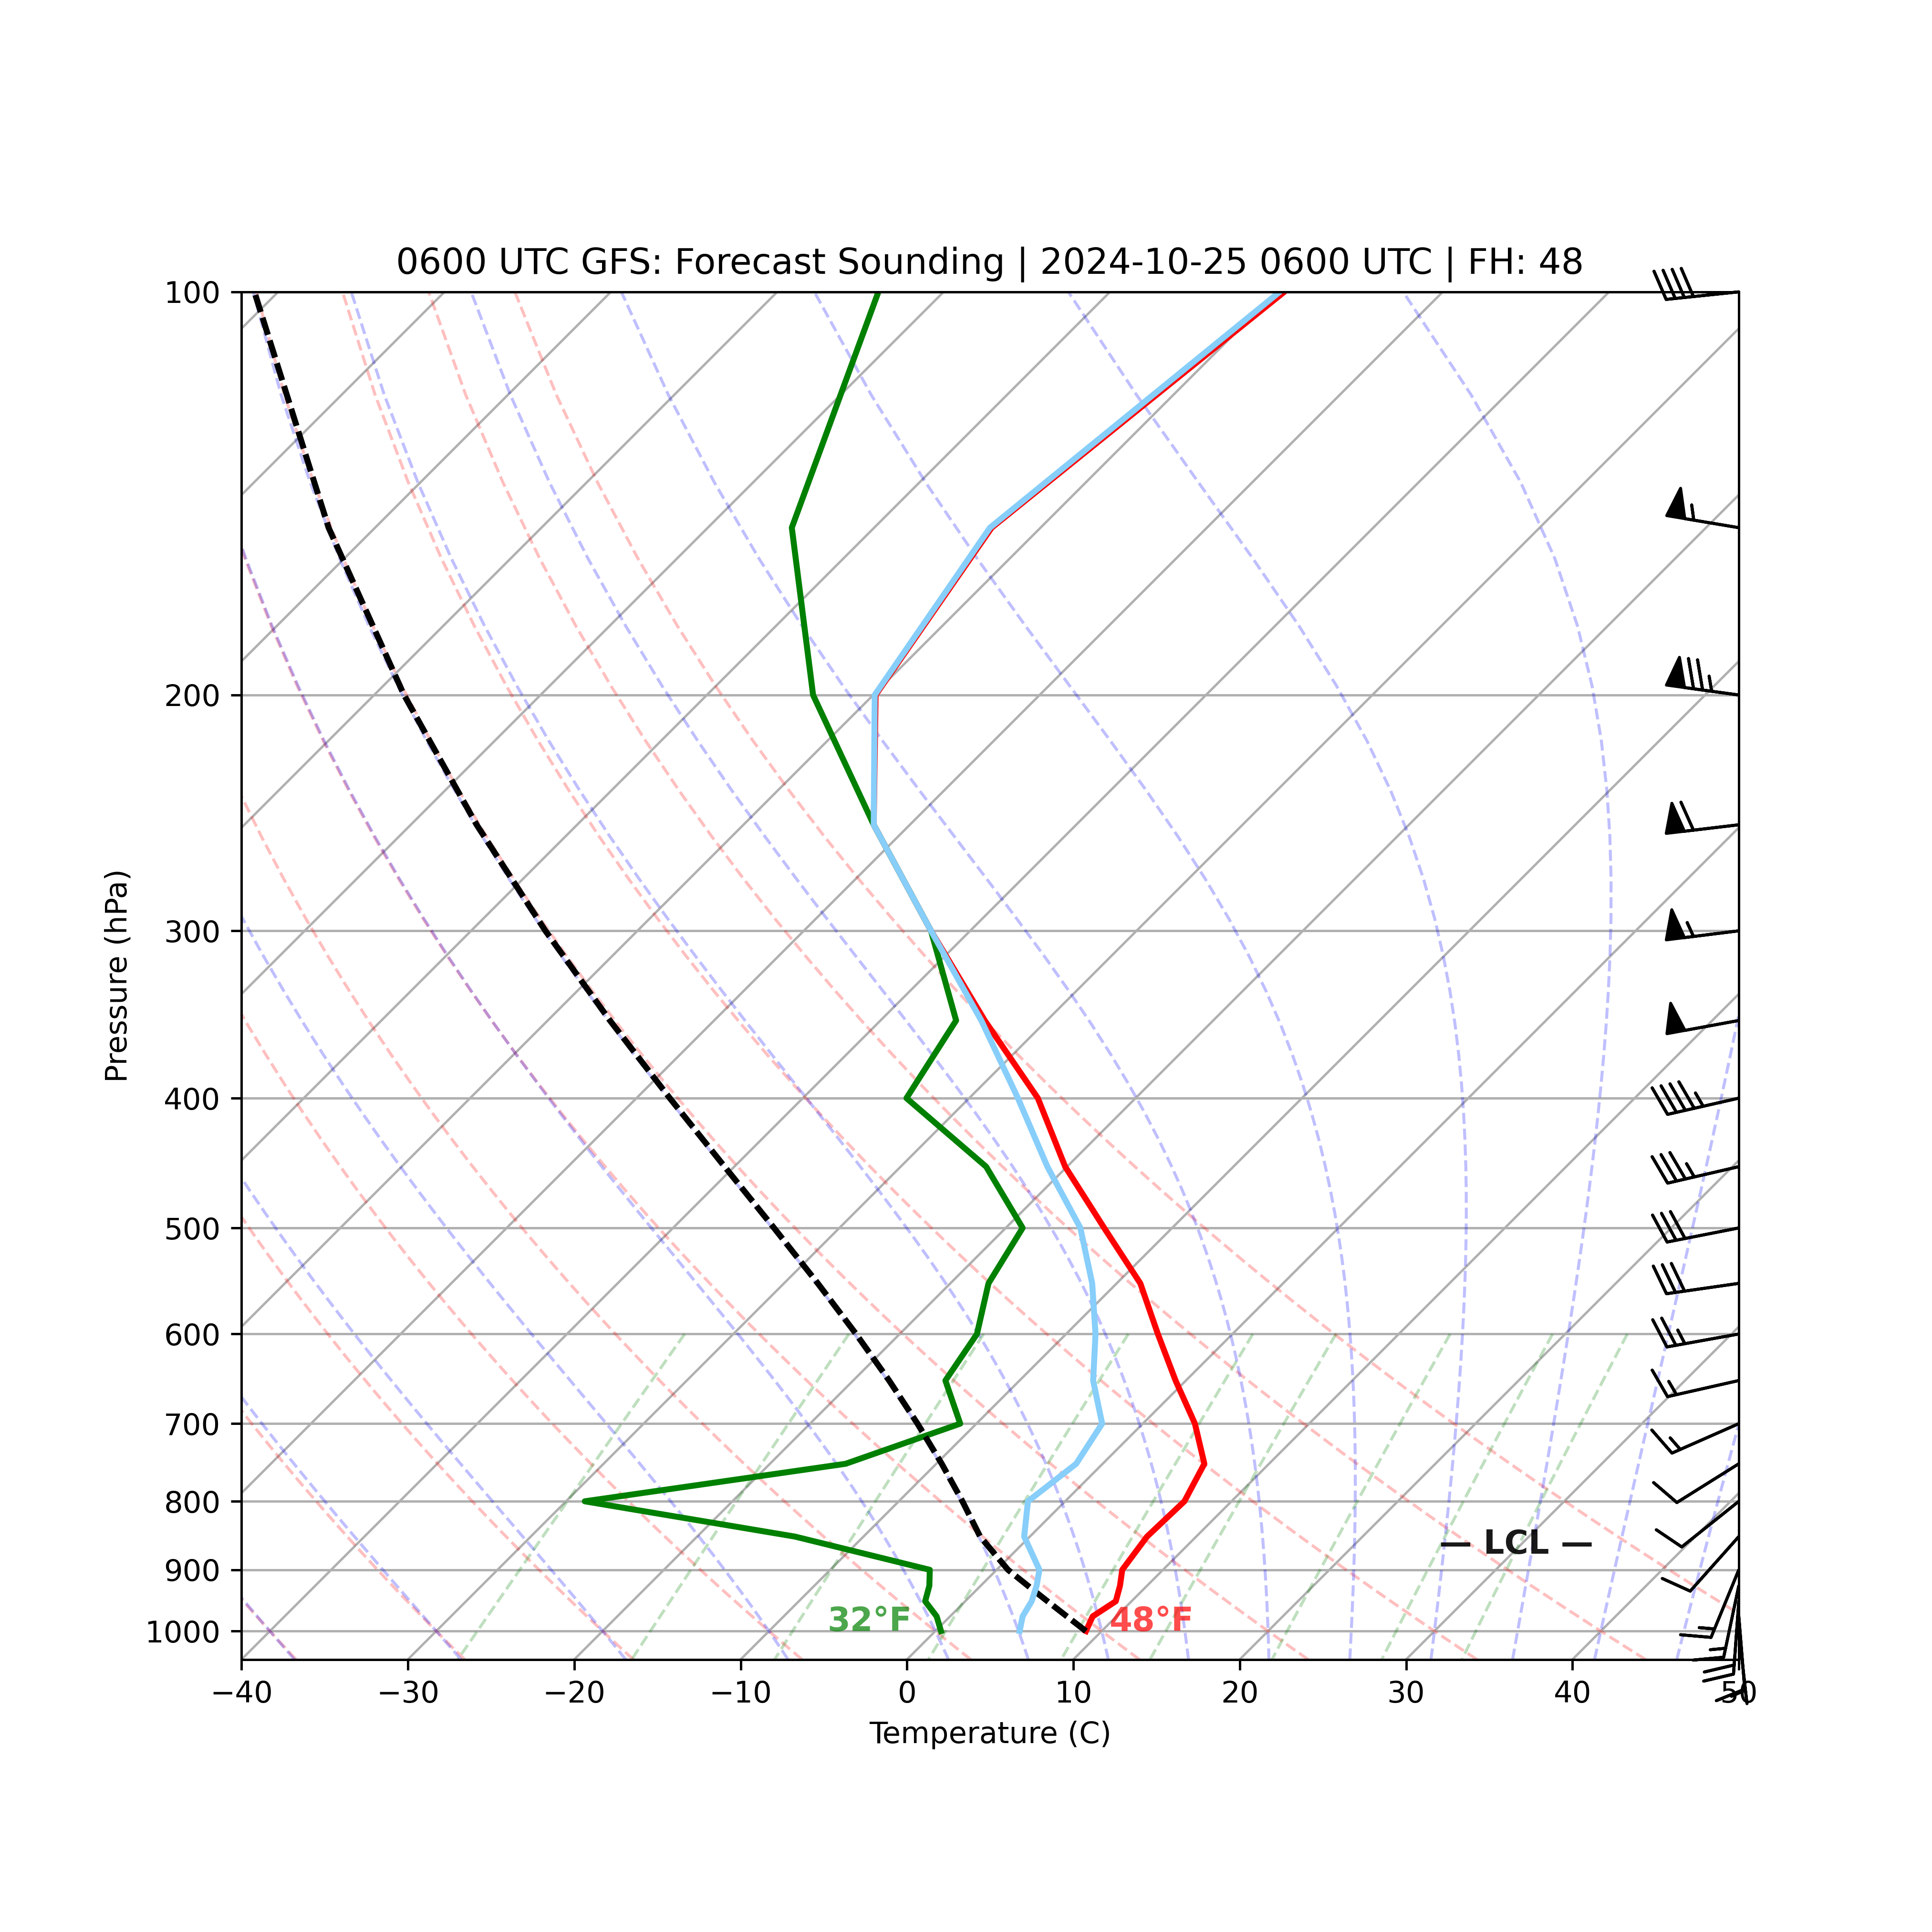 0600 UTC GFS: Forecast Sounding | 2024-10-25 0600 UTC | FH: 48
100
200
300
400
500
600
700
800
900
1000
Pressure (hPa)
— LCL —
32°F
48°F
−40 −30 −20 −10 0 10 20 30 40 50
Temperature (C)